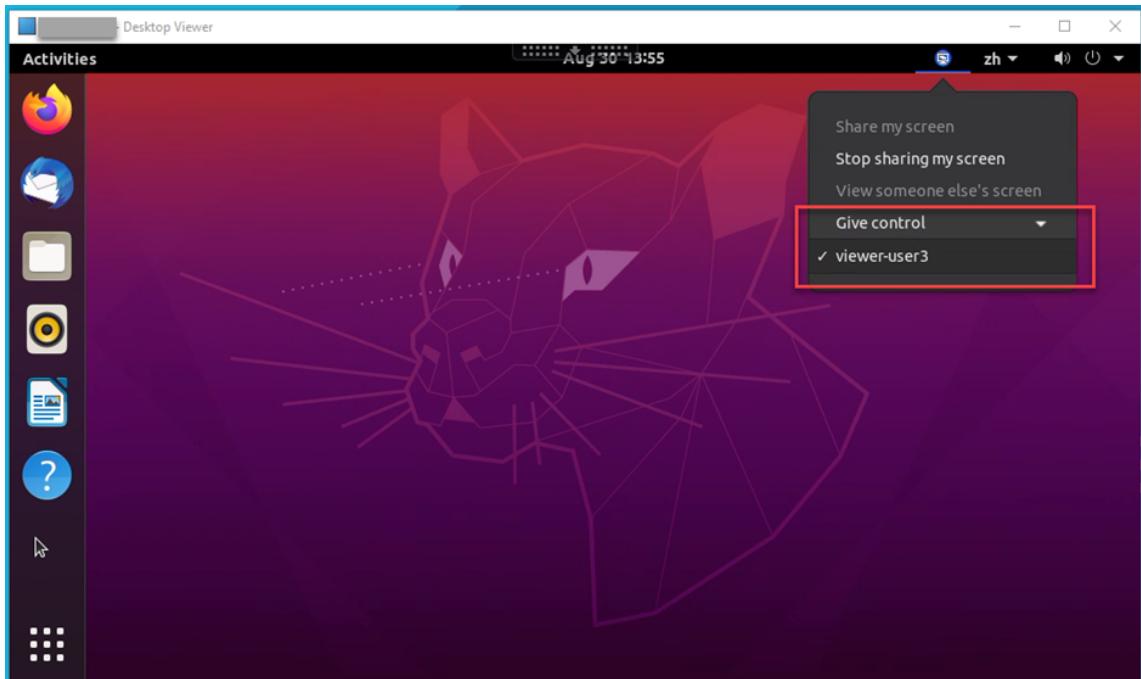 - Desktop Viewer
Activities
Aug 30 13:55
zh
Share my screen
Stop sharing my screen
View someone else's screen
Give control
✓ viewer-user3
?